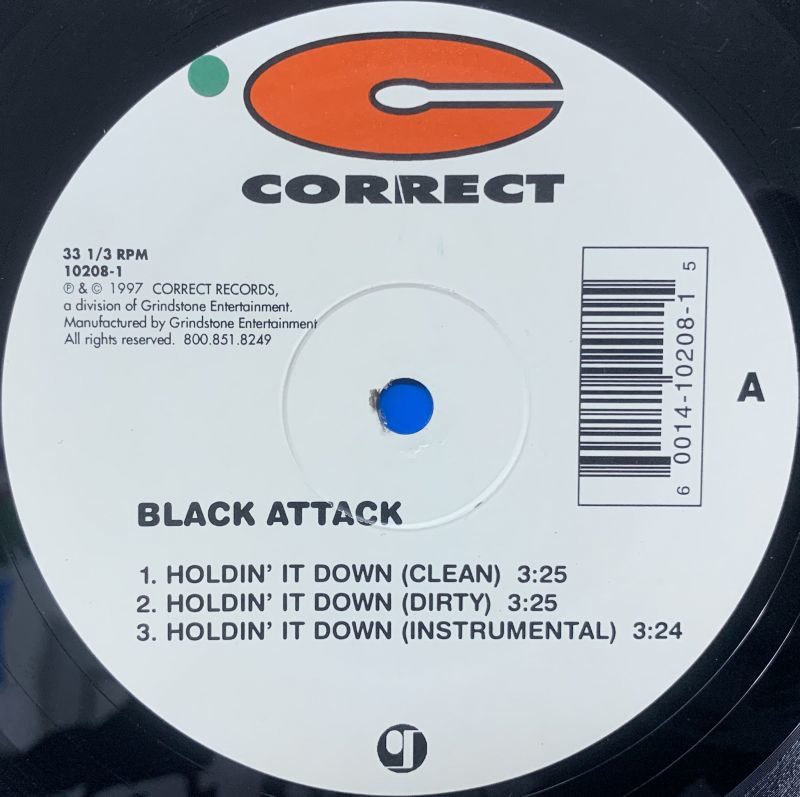 CORRECT
33 1/3 RPM
10208-1
℗ & © 1997 CORRECT RECORDS,
a division of Grindstone Entertainment.
Manufactured by Grindstone Entertainment
All rights reserved. 800.851.8249
6 0014-10208-1 5
A
BLACK ATTACK
1. HOLDIN' IT DOWN (CLEAN) 3:25
2. HOLDIN' IT DOWN (DIRTY) 3:25
3. HOLDIN' IT DOWN (INSTRUMENTAL) 3:24